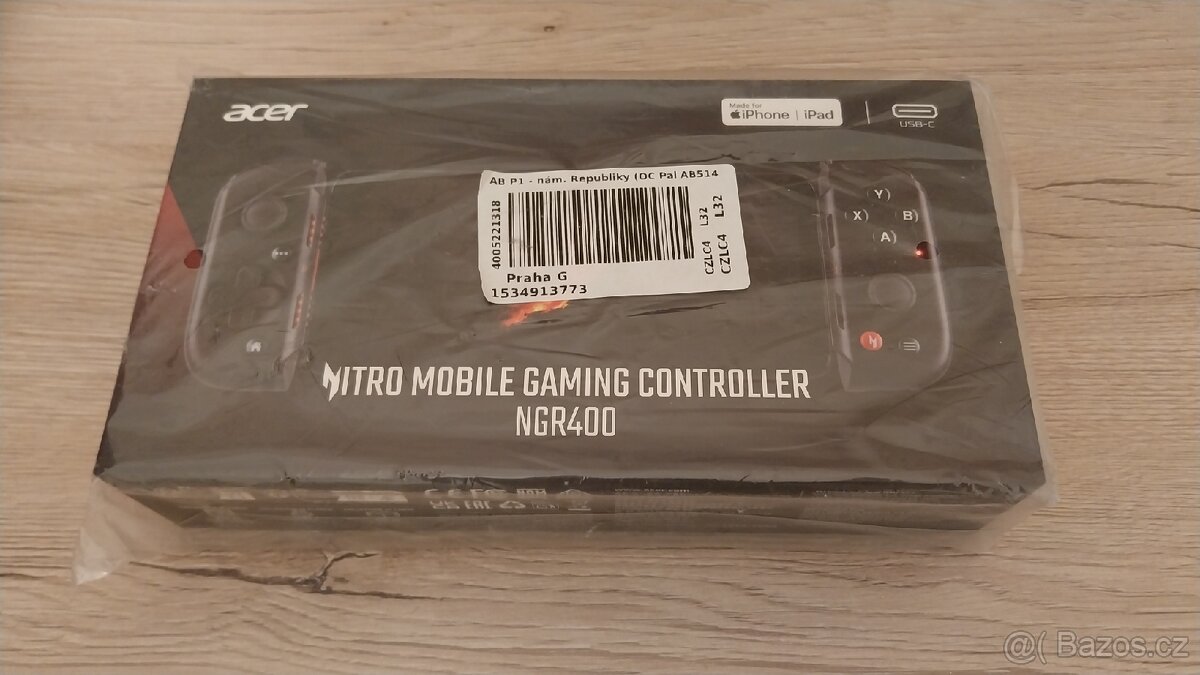 acer
Made for
iPhone | iPad
USB-C
AB P1 - nám. Republiky (DC Pal AB514
4005221318
CZLC4 L32
CZLC4 L32
Praha G
1534913773
Y
X B
A
NITRO MOBILE GAMING CONTROLLER
NGR400
@( Bazos.cz